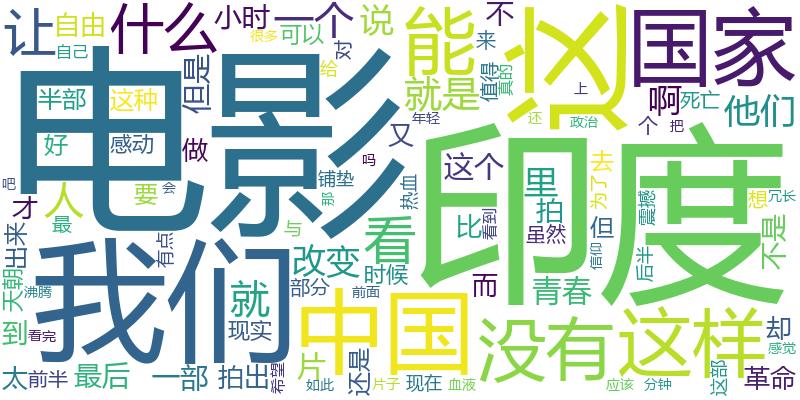 让
自由
自己
什么
小时
很多
一个
可以
说
对
不
来
能
值得
真的
这
国家
电影
半部
这种
但是
给
就是
上
啊
死亡
他们
好
感动
做
又
年轻
还
政治
个
把
吧
人
要
会
吗
铺垫
那
热血
这个
印度
里
为了
去
震撼
想
冗长
才
最
与
看
比
看到
拍
虽然
但
信仰
后半
不是
出来
有点
我们
改变
时候
而
青春
天朝
沸腾
就
部分
前面
中国
没有
这样
却
到
看完
现实
片
还是
感觉
太
前半
最后
一部
拍出
希望
如此
片子
现在
血液
应该
分钟
这部
革命